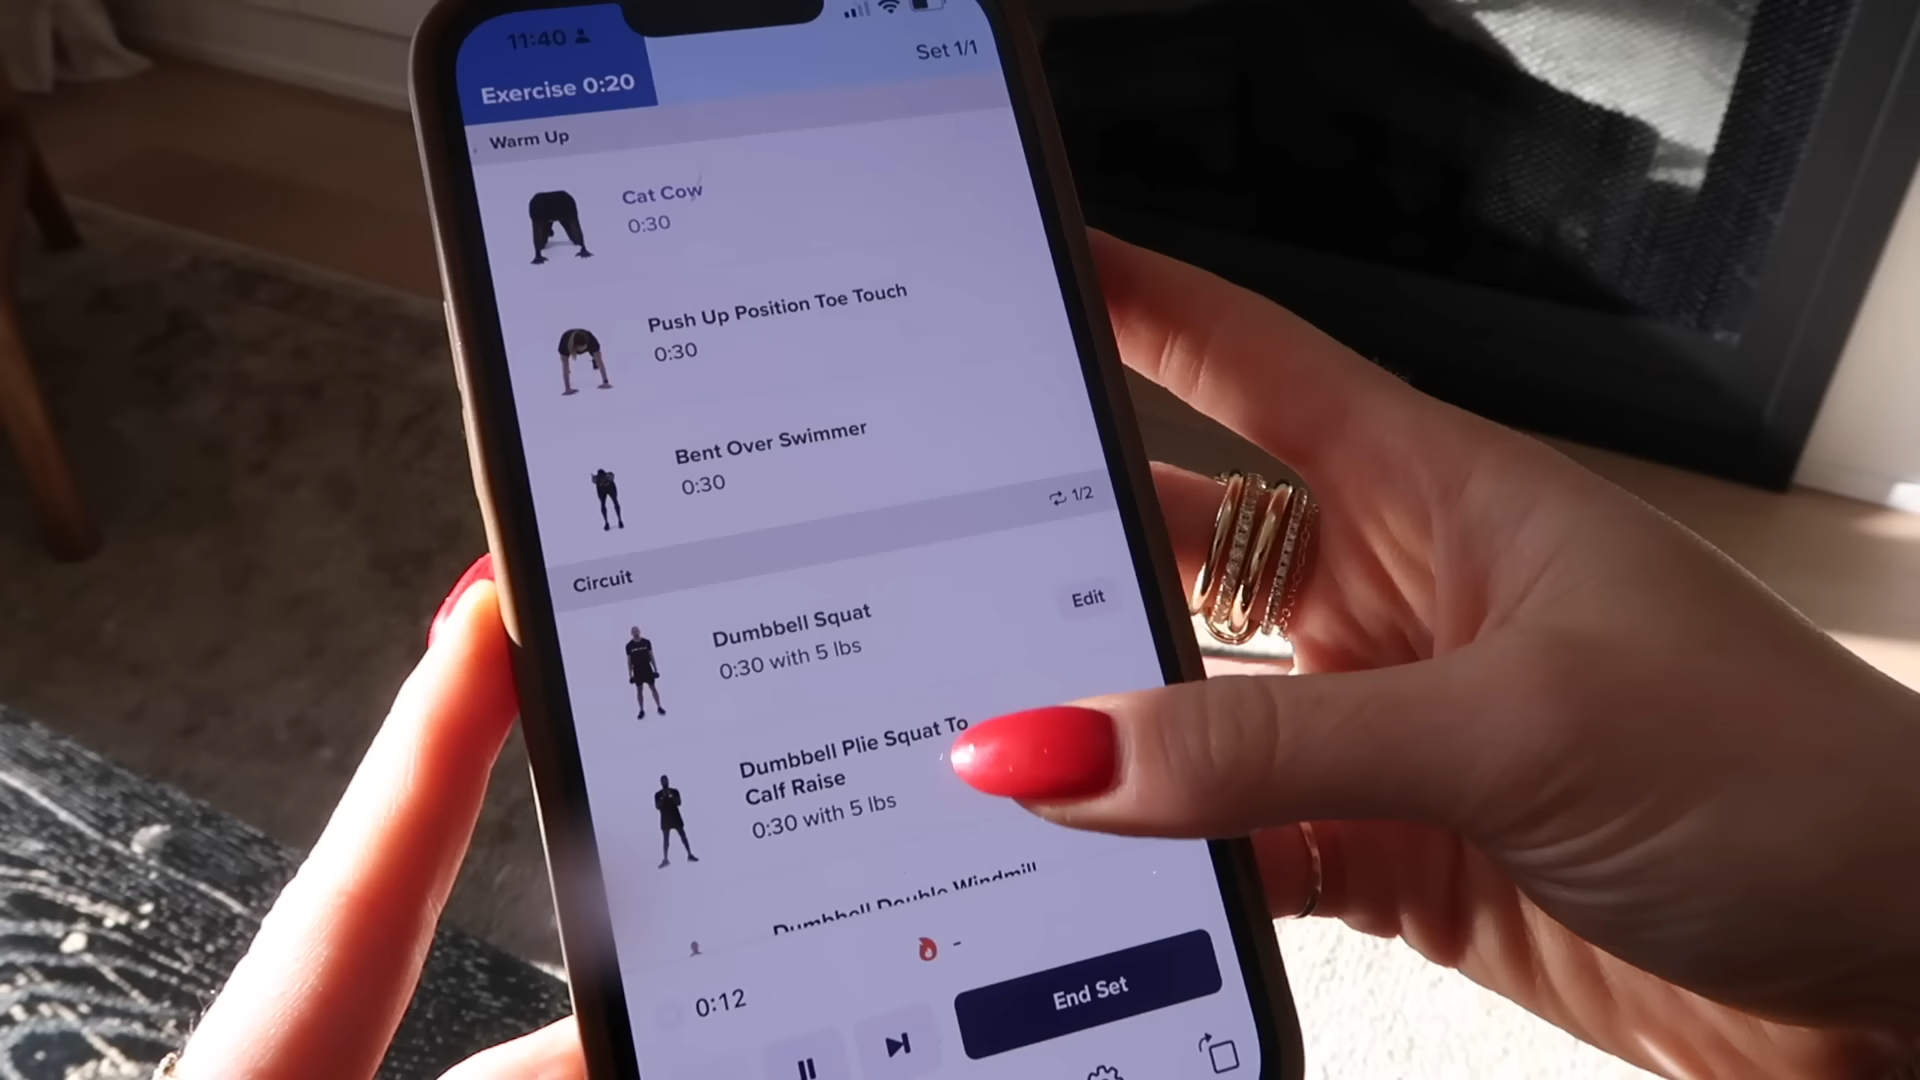 11:40
Exercise 0:20
Set 1/1
Warm Up
Cat Cow
0:30
Push Up Position Toe Touch
0:30
Bent Over Swimmer
0:30
1/2
Circuit
Dumbbell Squat
0:30 with 5 lbs
Edit
Dumbbell Plie Squat To
Calf Raise
0:30 with 5 lbs
Dumbbell Double Windmill
-
0:12
End Set